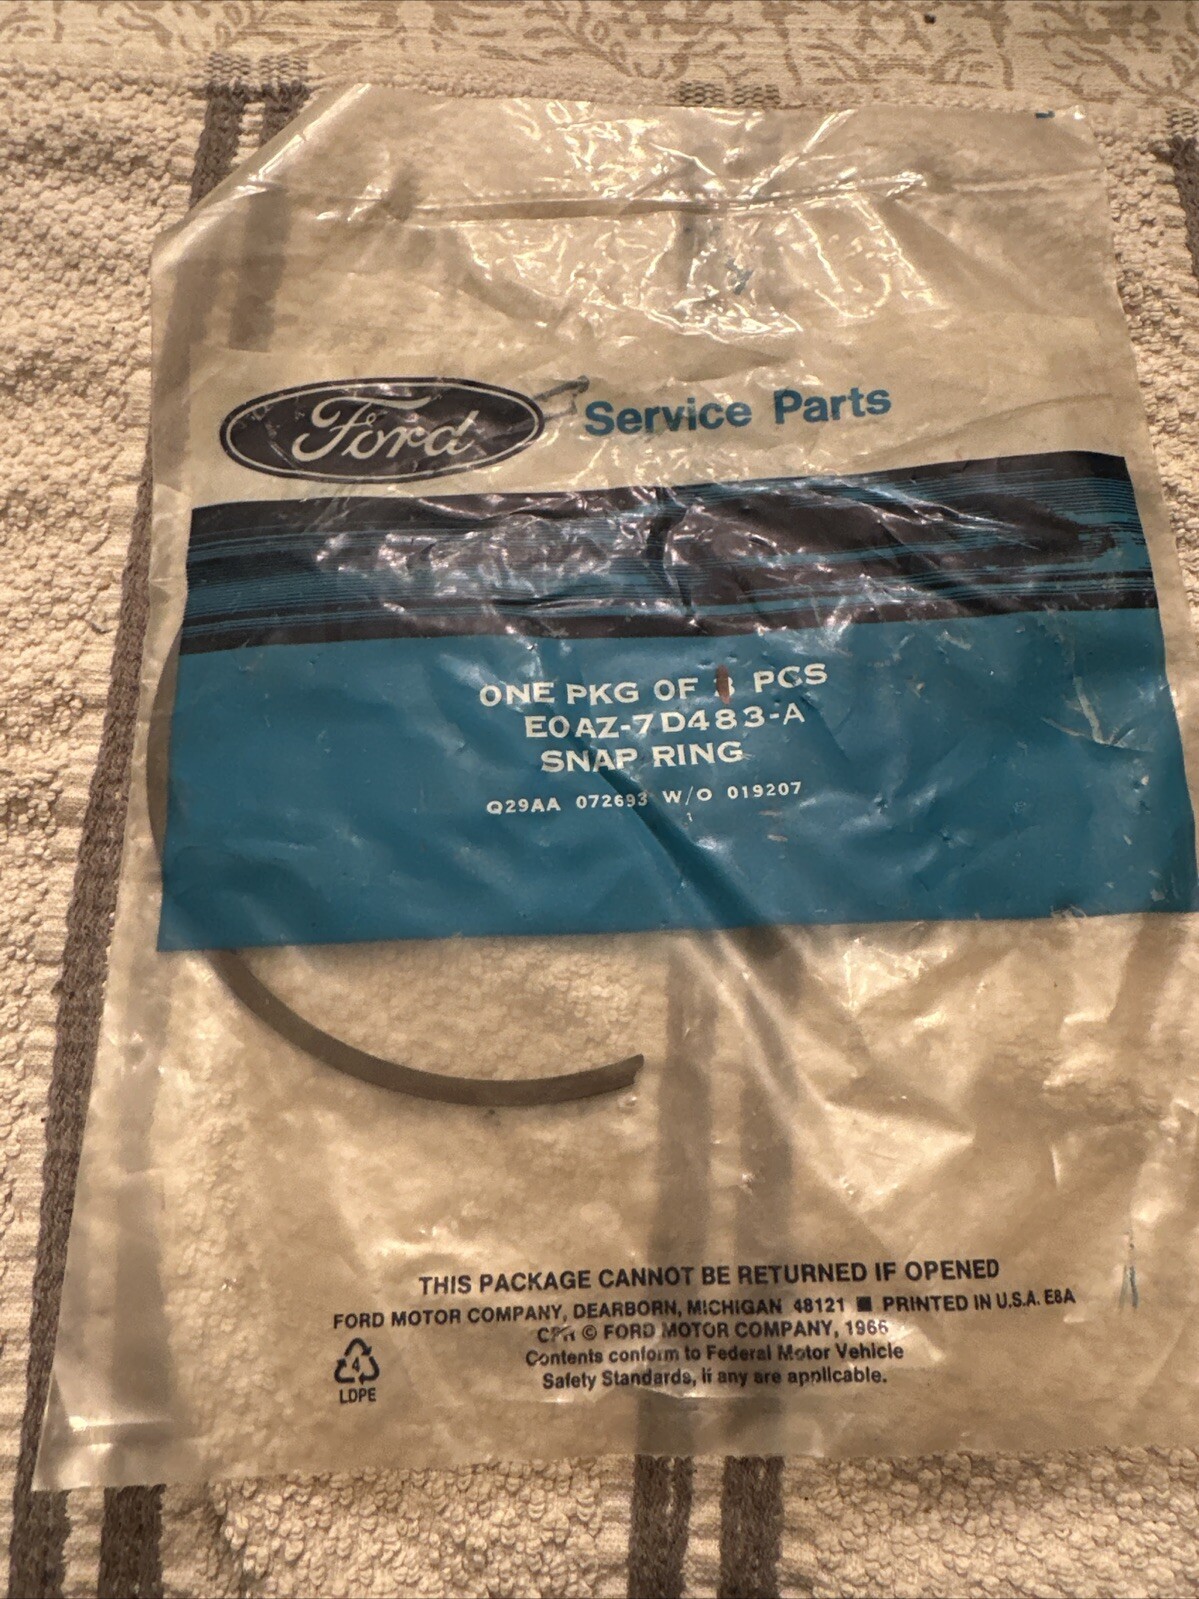 Ford Service Parts
ONE PKG OF PCS
E0AZ-7D483-A
SNAP RING
Q29AA 072693 W/O 019207
THIS PACKAGE CANNOT BE RETURNED IF OPENED
FORD MOTOR COMPANY, DEARBORN, MICHIGAN 48121 ■ PRINTED IN U.S.A. E8A
© FORD MOTOR COMPANY, 1966
Contents conform to Federal Motor Vehicle
Safety Standards, if any are applicable.
4
LDPE